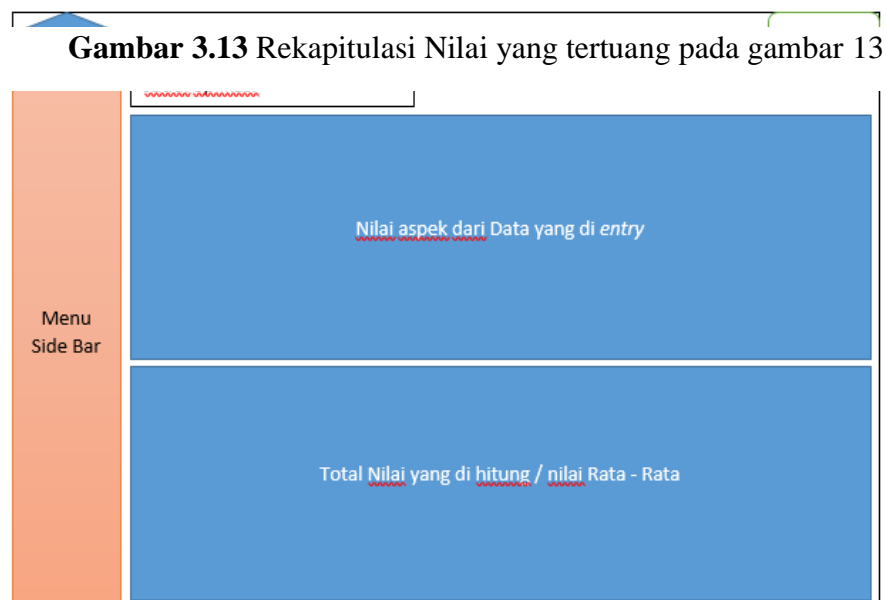 Gambar 3.13 Rekapitulasi Nilai yang tertuang pada gambar 13
Nilai aspek dari Data yang di entry
Menu
Side Bar
Total Nilai yang di hitung / nilai Rata - Rata